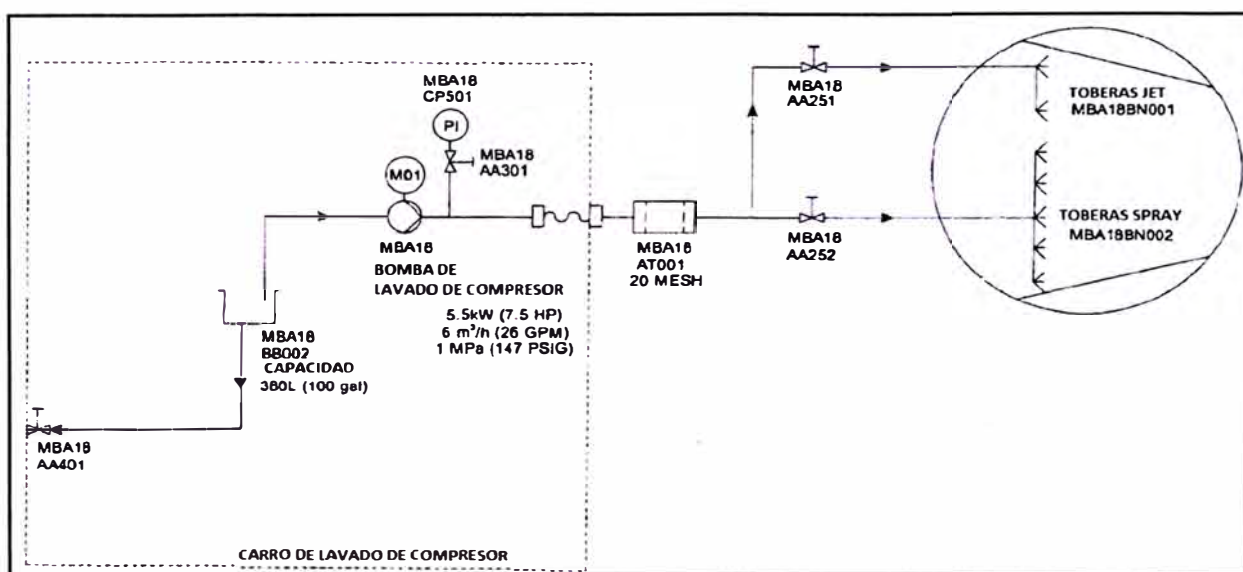 MBA18
CP501
PI
MBA18
AA301
M01
MBA18
BOMBA DE
LAVADO DE COMPRESOR
5.5kW (7.5 HP)
6 m³/h (26 GPM)
1 MPa (147 PSIG)
MBA18
BB002
CAPACIDAD
380L (100 gal)
MBA18
AA401
CARRO DE LAVADO DE COMPRESOR
MBA18
AT001
20 MESH
MBA18
AA251
MBA18
AA252
TOBERAS JET
MBA18BN001
TOBERAS SPRAY
MBA18BN002